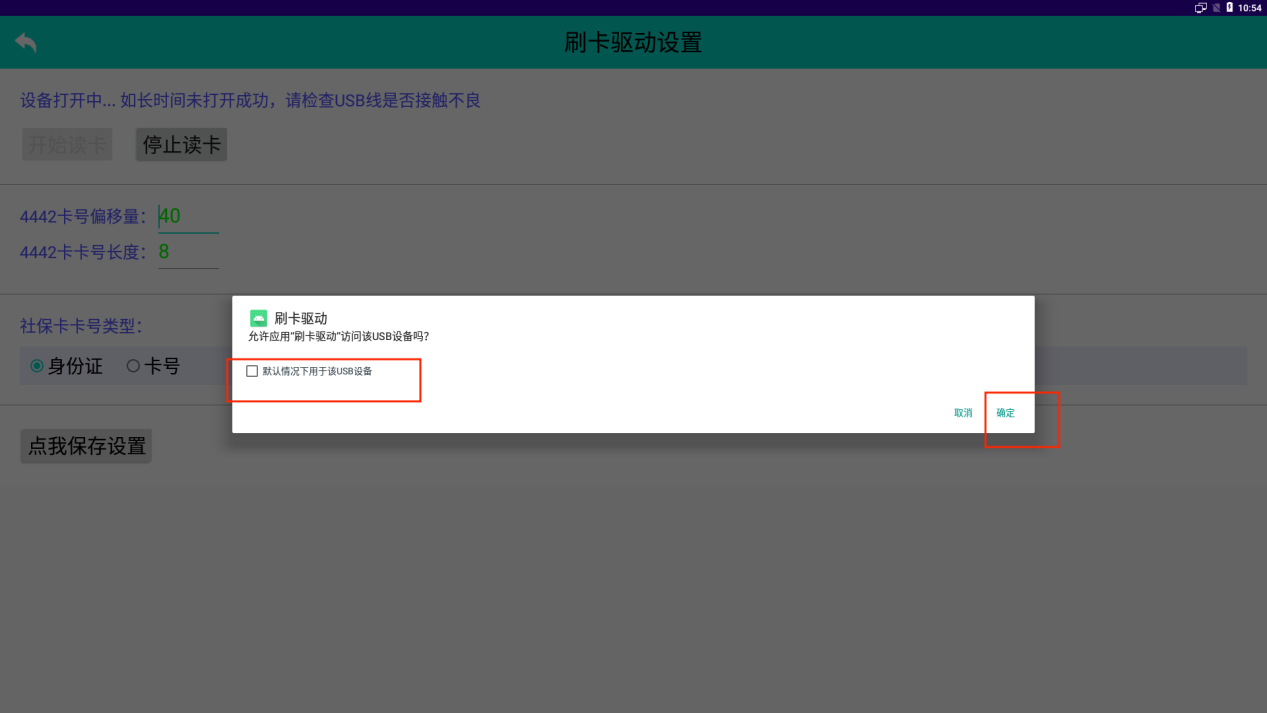 10:54
刷卡驱动设置
设备打开中... 如长时间未打开成功，请检查USB线是否接触不良
开始读卡 停止读卡
4442卡号偏移量： 40
4442卡卡号长度： 8
社保卡卡号类型：
身份证 卡号
刷卡驱动
允许应用“刷卡驱动”访问该USB设备吗？
默认情况下用于该USB设备
取消 确定
点我保存设置